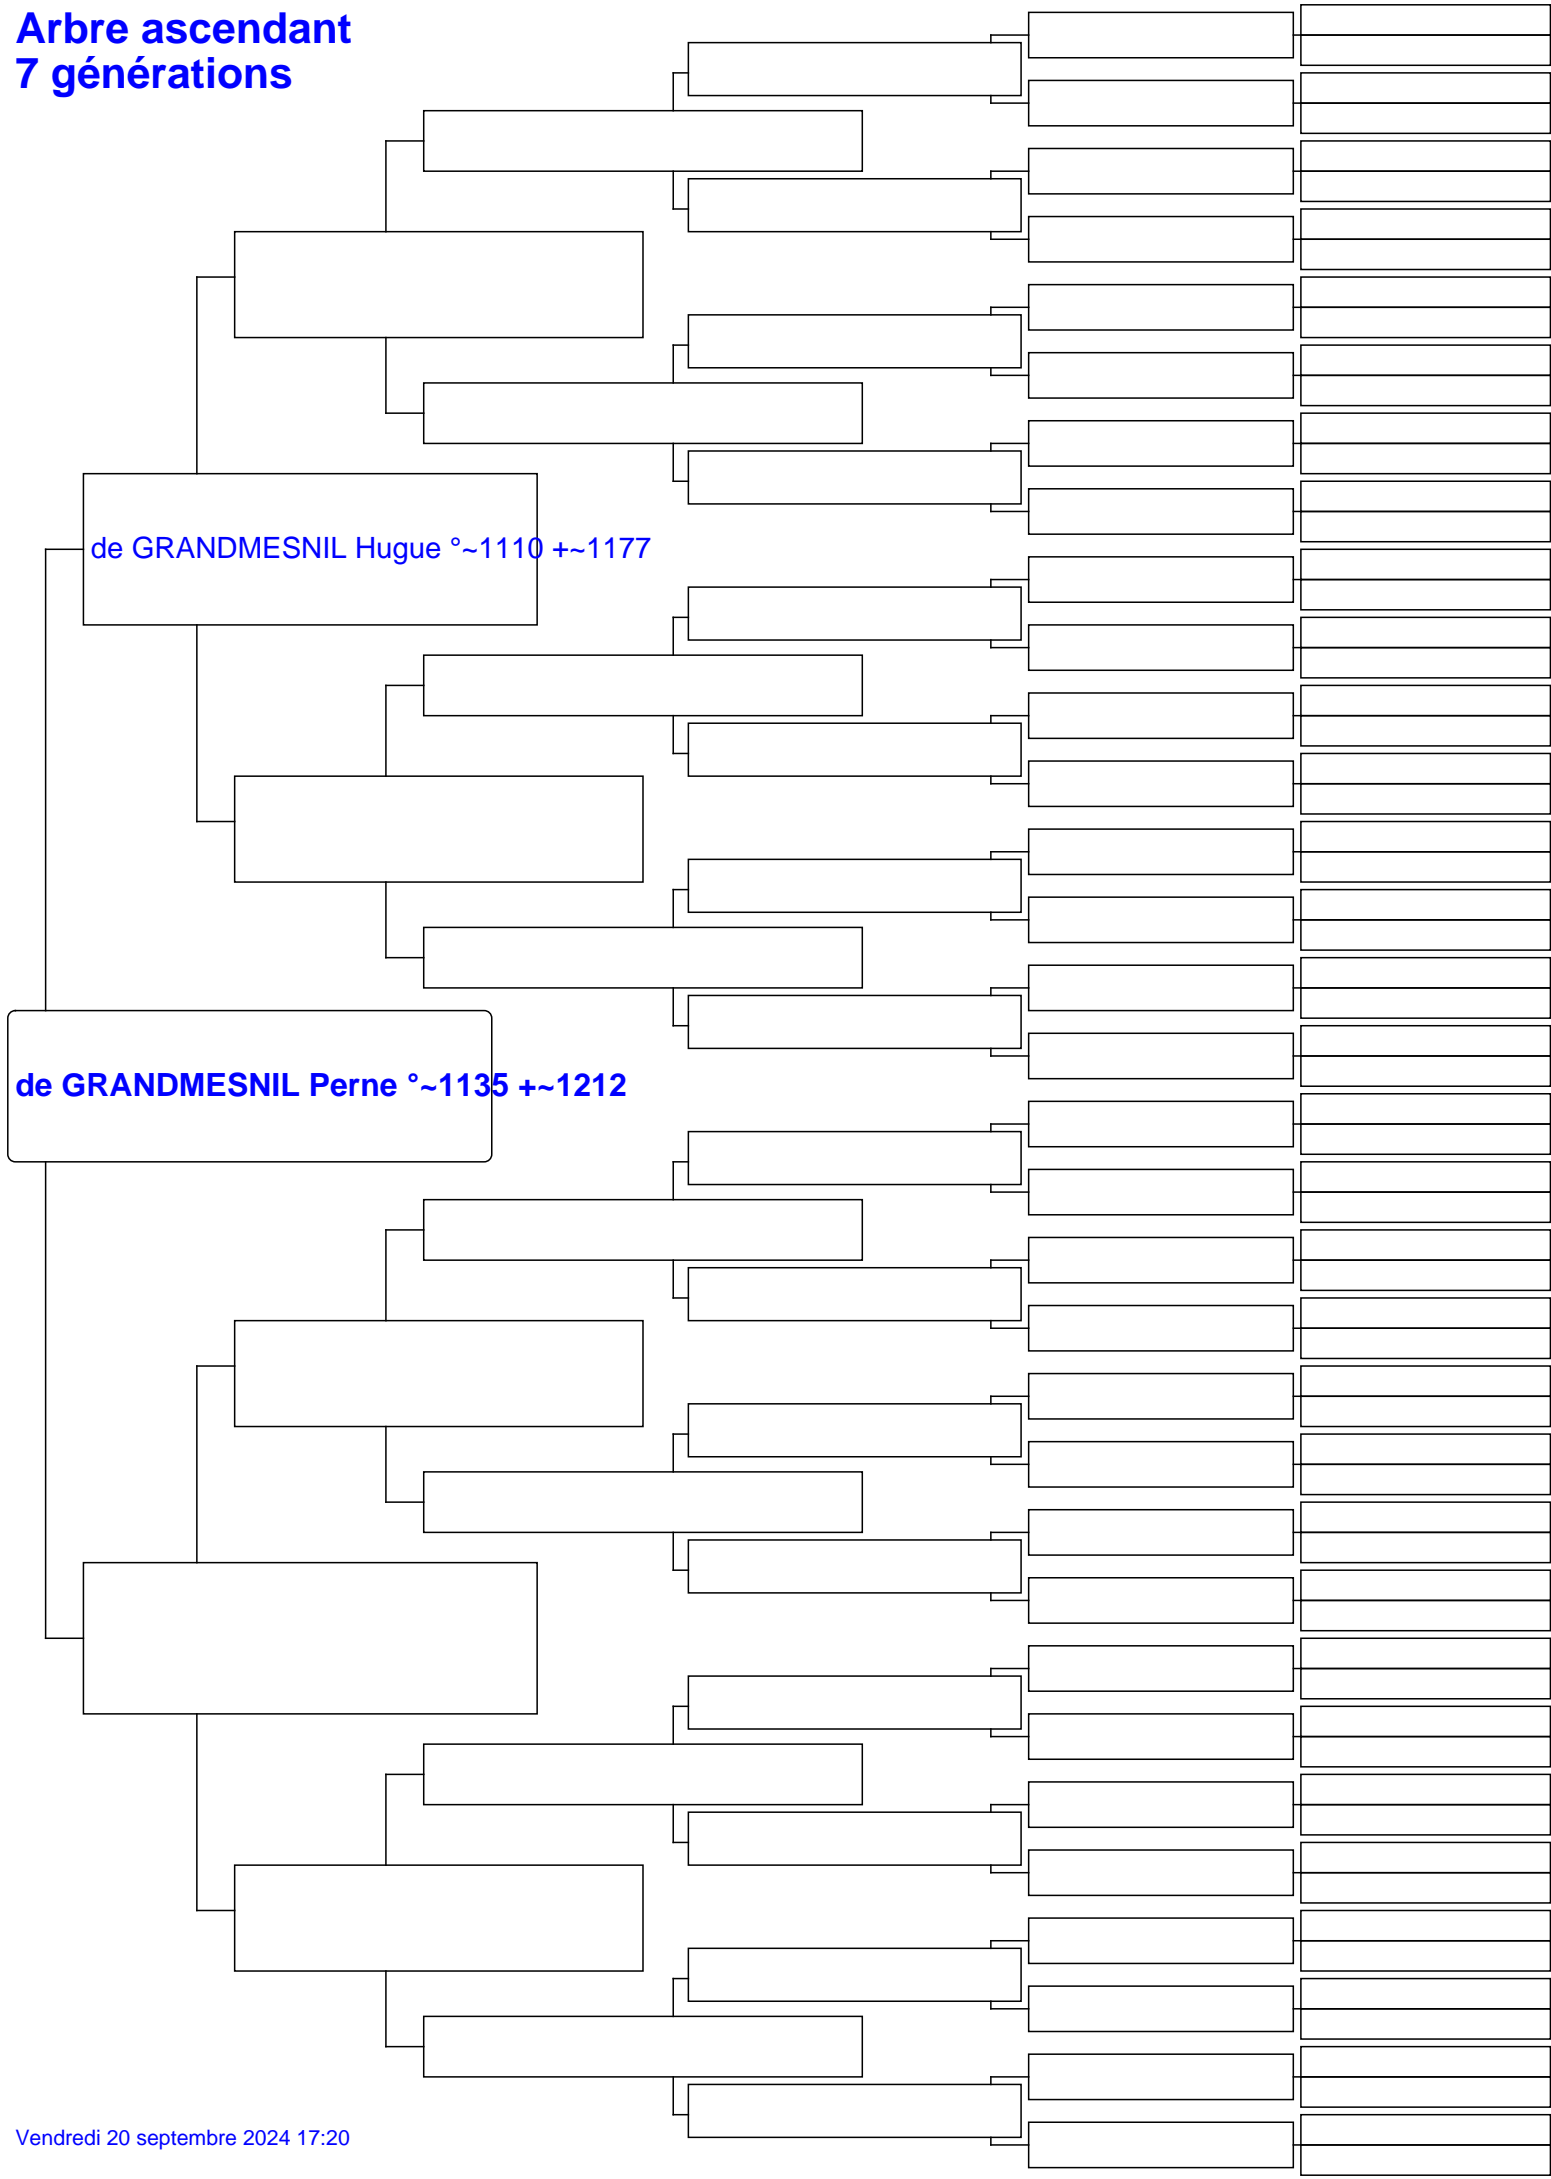 Arbre ascendant
7 générations
de GRANDMESNIL Hugue °~1110 +~1177
de GRANDMESNIL Perne °~1135 +~1212
Vendredi 20 septembre 2024 17:20